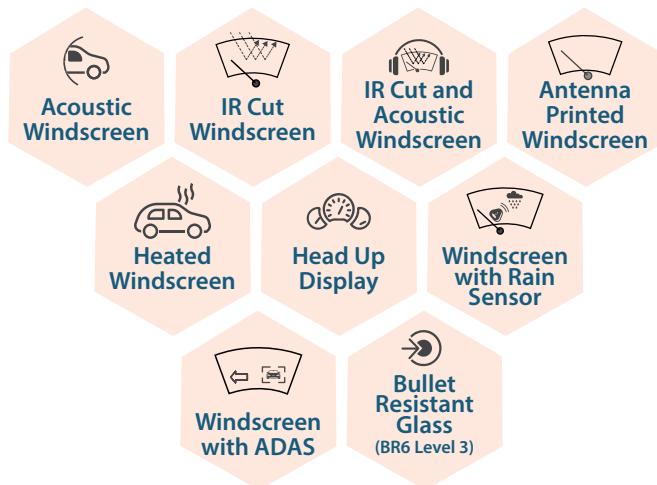 Acoustic
Windscreen
IR Cut
Windscreen
IR Cut and
Acoustic
Windscreen
Antenna
Printed
Windscreen
Heated
Windscreen
Head Up
Display
Windscreen
with Rain
Sensor
Windscreen
with ADAS
Bullet
Resistant
Glass
(BR6 Level 3)